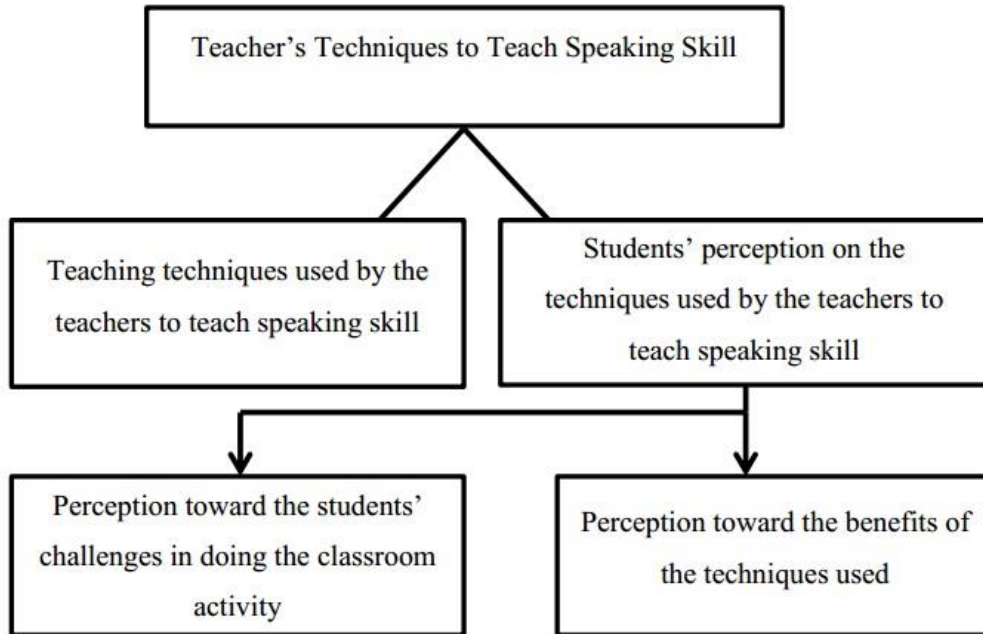 Teacher’s Techniques to Teach Speaking Skill
Teaching techniques used by the
teachers to teach speaking skill
Students’ perception on the
techniques used by the teachers to
teach speaking skill
Perception toward the students’
challenges in doing the classroom
activity
Perception toward the benefits of
the techniques used